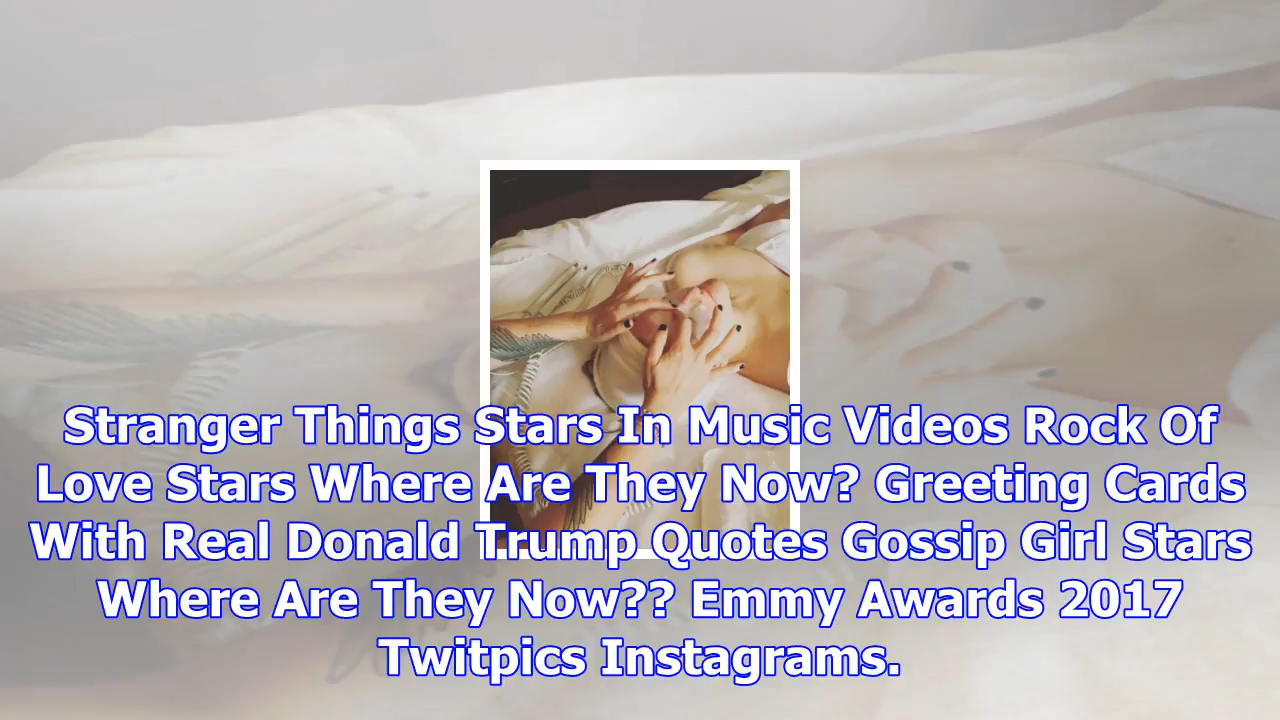 Stranger Things Stars In Music Videos Rock Of
Love Stars Where Are They Now? Greeting Cards
With Real Donald Trump Quotes Gossip Girl Stars
Where Are They Now?? Emmy Awards 2017
Twitpics Instagrams.